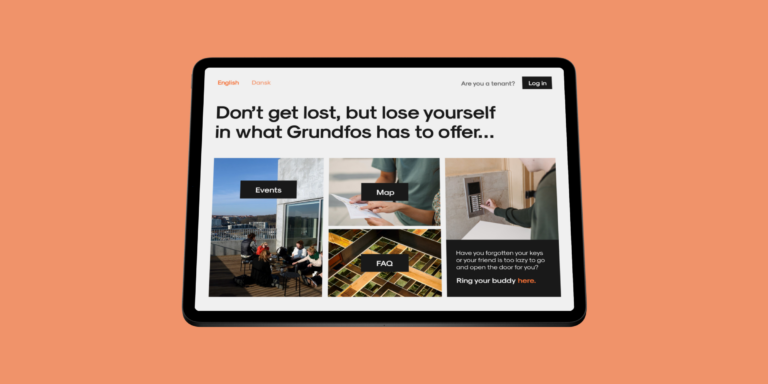 English Dansk
Are you a tenant? Log in
Don't get lost, but lose yourself
in what Grundfos has to offer...
Events
Map
FAQ
Have you forgotten your keys
or your friend is too lazy to go
and open the door for you?
Ring your buddy here.